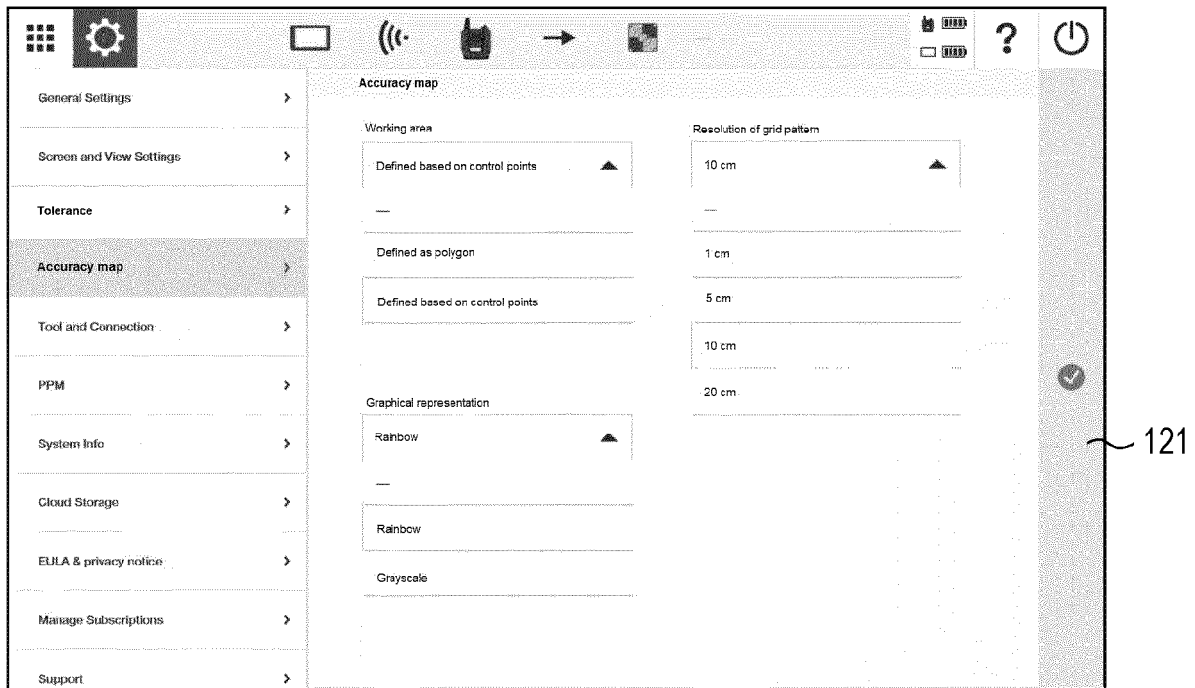 ?
General Settings
Screen and View Settings
Tolerance
Accuracy map
Tool and Connection
PPM
System Info
Cloud Storage
EULA & privacy notice
Manage Subscriptions
Support
Accuracy map
Working area
Defined based on control points
—
Defined as polygon
Defined based on control points
Graphical representation
Rainbow
—
Rainbow
Grayscale
Resolution of grid pattern
10 cm
—
1 cm
5 cm
10 cm
20 cm
121